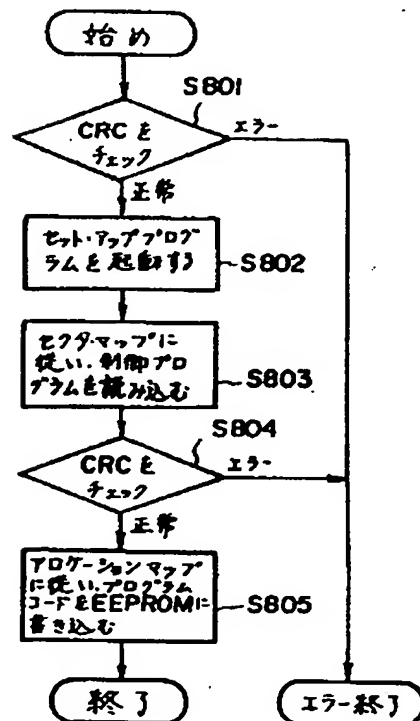 始め
S801
CRCを
チェック
エラー
正常
セット・アッププログ
ラムを起動する
S802
セクタ・マップに
従い、制御プロ
グラムを読み込む
S803
S804
CRCを
チェック
エラー
正常
アロケーションマップ
に従い、プログラム
コードをEEPROMに
書き込む
S805
終了
エラー終了